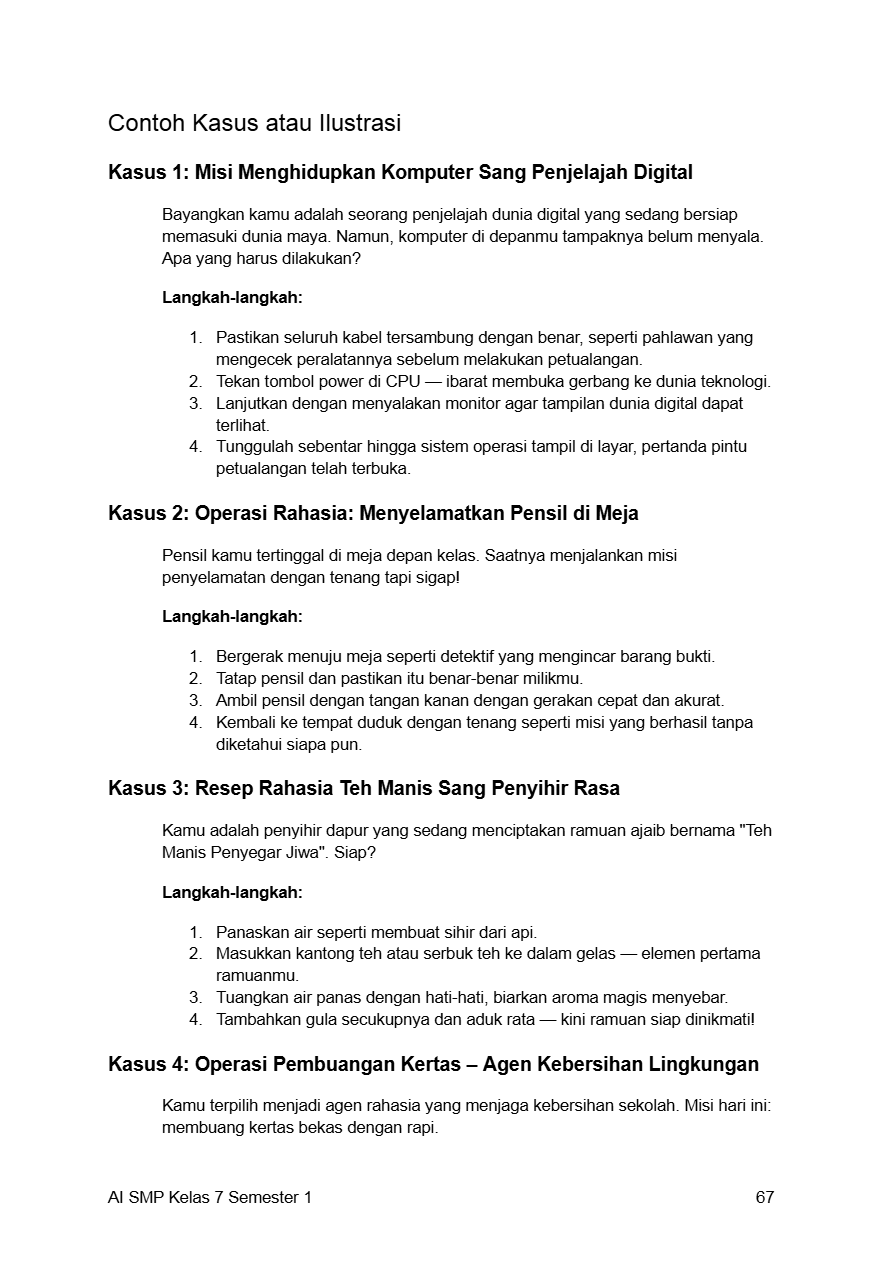 Contoh Kasus atau Ilustrasi
Kasus 1: Misi Menghidupkan Komputer Sang Penjelajah Digital
Bayangkan kamu adalah seorang penjelajah dunia digital yang sedang bersiap
memasuki dunia maya. Namun, komputer di depanmu tampaknya belum menyala.
Apa yang harus dilakukan?
Langkah-langkah:
1. Pastikan seluruh kabel tersambung dengan benar, seperti pahlawan yang
mengecek peralatannya sebelum melakukan petualangan.
2. Tekan tombol power di CPU — ibarat membuka gerbang ke dunia teknologi.
3. Lanjutkan dengan menyalakan monitor agar tampilan dunia digital dapat
terlihat.
4. Tunggulah sebentar hingga sistem operasi tampil di layar, pertanda pintu
petualangan telah terbuka.
Kasus 2: Operasi Rahasia: Menyelamatkan Pensil di Meja
Pensil kamu tertinggal di meja depan kelas. Saatnya menjalankan misi
penyelamatan dengan tenang tapi sigap!
Langkah-langkah:
1. Bergerak menuju meja seperti detektif yang mengincar barang bukti.
2. Tatap pensil dan pastikan itu benar-benar milikmu.
3. Ambil pensil dengan tangan kanan dengan gerakan cepat dan akurat.
4. Kembali ke tempat duduk dengan tenang seperti misi yang berhasil tanpa
diketahui siapa pun.
Kasus 3: Resep Rahasia Teh Manis Sang Penyihir Rasa
Kamu adalah penyihir dapur yang sedang menciptakan ramuan ajaib bernama "Teh
Manis Penyegar Jiwa". Siap?
Langkah-langkah:
1. Panaskan air seperti membuat sihir dari api.
2. Masukkan kantong teh atau serbuk teh ke dalam gelas — elemen pertama
ramuanmu.
3. Tuangkan air panas dengan hati-hati, biarkan aroma magis menyebar.
4. Tambahkan gula secukupnya dan aduk rata — kini ramuan siap dinikmati!
Kasus 4: Operasi Pembuangan Kertas – Agen Kebersihan Lingkungan
Kamu terpilih menjadi agen rahasia yang menjaga kebersihan sekolah. Misi hari ini:
membuang kertas bekas dengan rapi.
AI SMP Kelas 7 Semester 1 67